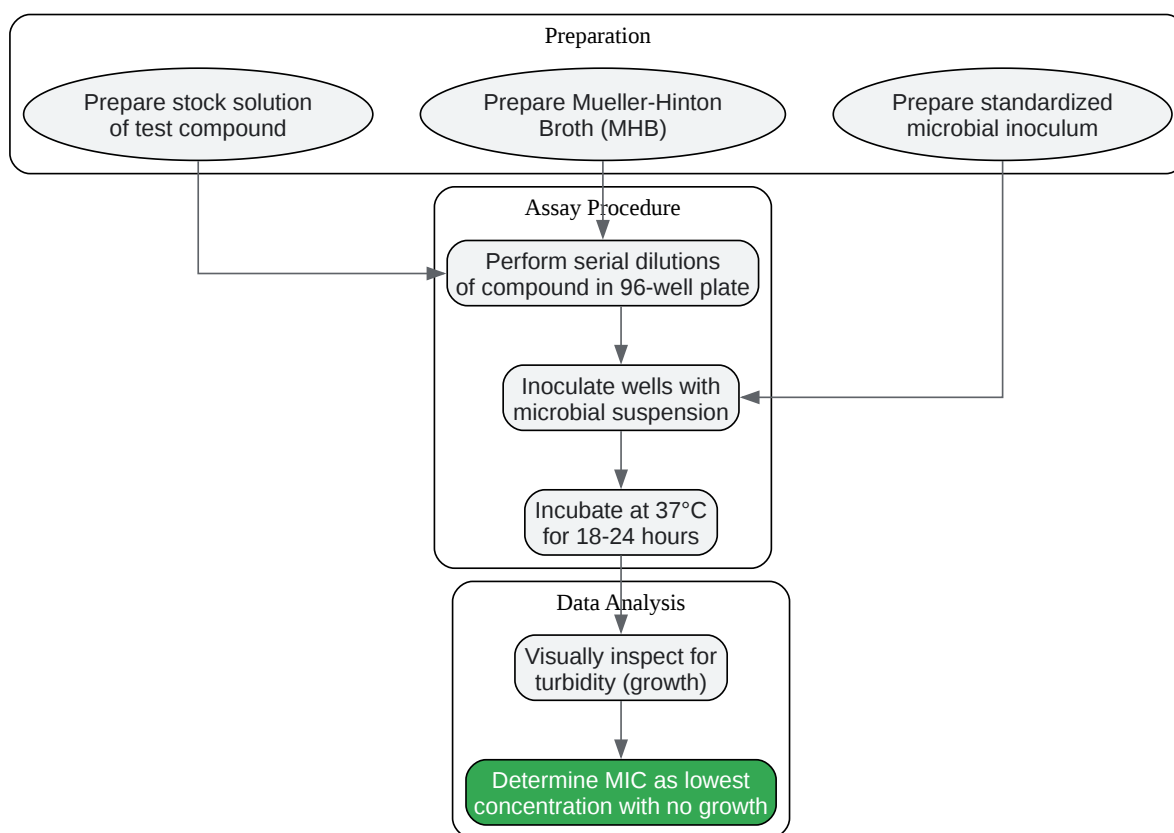 Preparation
Prepare stock solution
of test compound
Prepare Mueller-Hinton
Broth (MHB)
Prepare standardized
microbial inoculum
Assay Procedure
Perform serial dilutions
of compound in 96-well plate
Inoculate wells with
microbial suspension
Incubate at 37°C
for 18-24 hours
Data Analysis
Visually inspect for
turbidity (growth)
Determine MIC as lowest
concentration with no growth